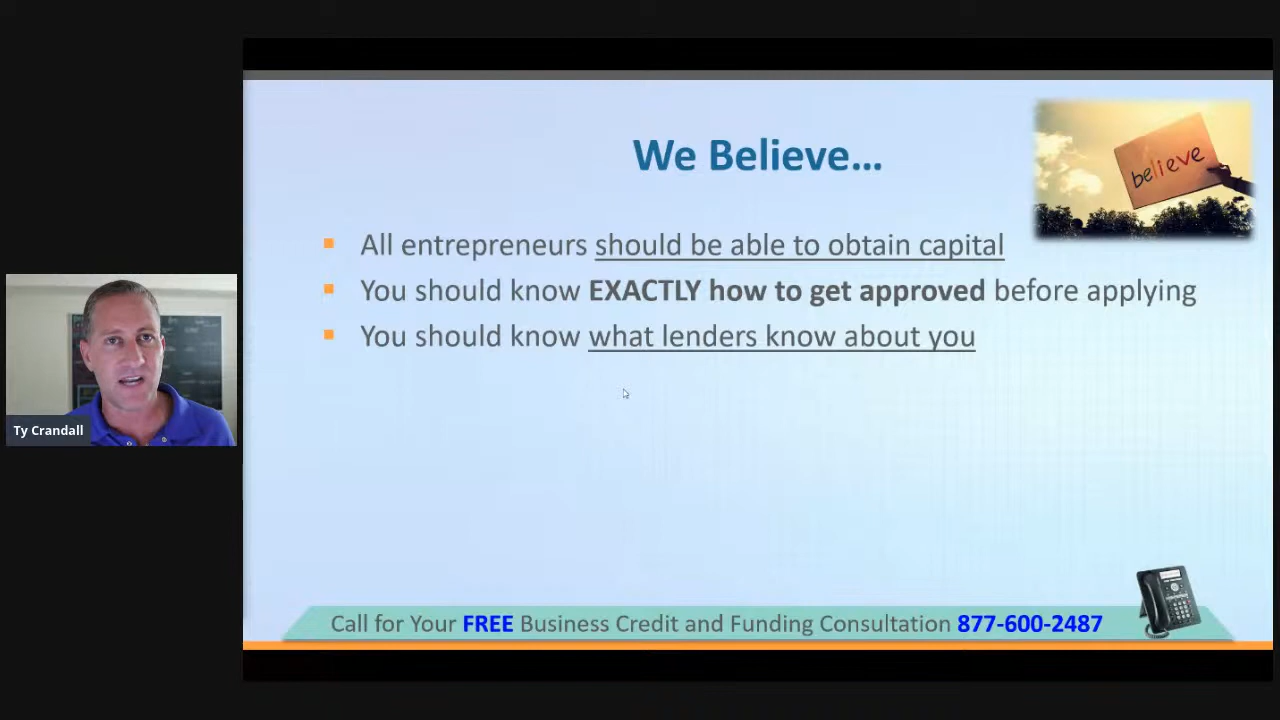 We Believe...
believe
All entrepreneurs should be able to obtain capital
You should know EXACTLY how to get approved before applying
You should know what lenders know about you
Ty Crandall
Call for Your FREE Business Credit and Funding Consultation 877-600-2487